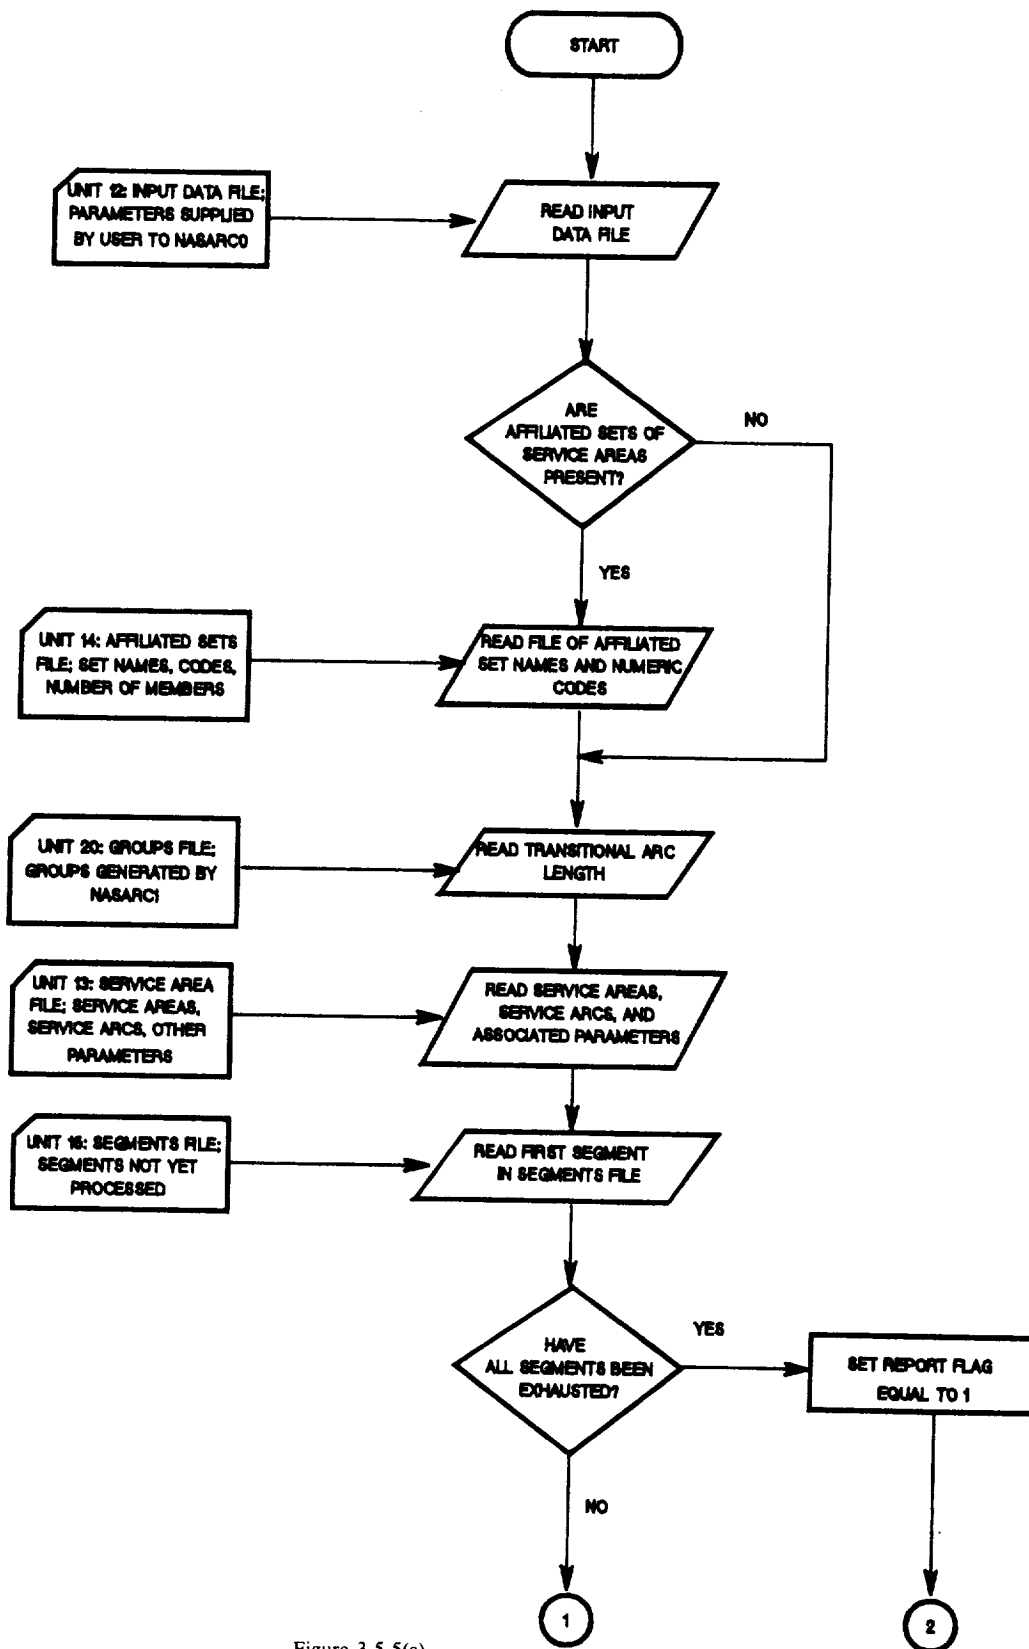 START
UNIT 12: INPUT DATA FILE;
PARAMETERS SUPPLIED
BY USER TO NASARC0
READ INPUT
DATA FILE
ARE
AFFILIATED SETS OF
SERVICE AREAS
PRESENT?
NO
YES
UNIT 14: AFFILIATED SETS
FILE; SET NAMES, CODES,
NUMBER OF MEMBERS
READ FILE OF AFFILIATED
SET NAMES AND NUMERIC
CODES
UNIT 20: GROUPS FILE;
GROUPS GENERATED BY
NASARC1
READ TRANSITIONAL ARC
LENGTH
UNIT 13: SERVICE AREA
FILE; SERVICE AREAS,
SERVICE ARCS, OTHER
PARAMETERS
READ SERVICE AREAS,
SERVICE ARCS, AND
ASSOCIATED PARAMETERS
UNIT : SEGMENTS FILE;
SEGMENTS NOT YET
PROCESSED
READ FIRST SEGMENT
IN SEGMENTS FILE
HAVE
ALL SEGMENTS BEEN
EXHAUSTED?
YES
SET REPORT FLAG
EQUAL TO 1
NO
1
2
Figure 3.5.5(a)